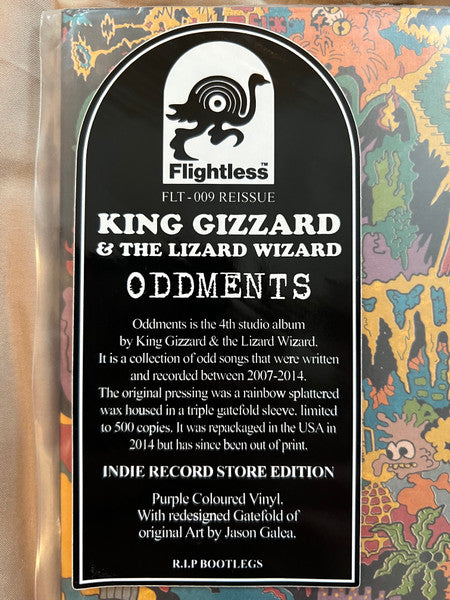 Flightless™
FLT-009 REISSUE
KING GIZZARD
& THE LIZARD WIZARD
ODDMENTS
Oddments is the 4th studio album
by King Gizzard & the Lizard Wizard.
It is a collection of odd songs that were written
and recorded between 2007-2014.
The original pressing was a rainbow splattered
wax housed in a triple gatefold sleeve, limited
to 500 copies. It was repackaged in the USA in
2014 but has since been out of print.
INDIE RECORD STORE EDITION
Purple Coloured Vinyl.
With redesigned Gatefold of
original Art by Jason Galea.
R.I.P BOOTLEGS